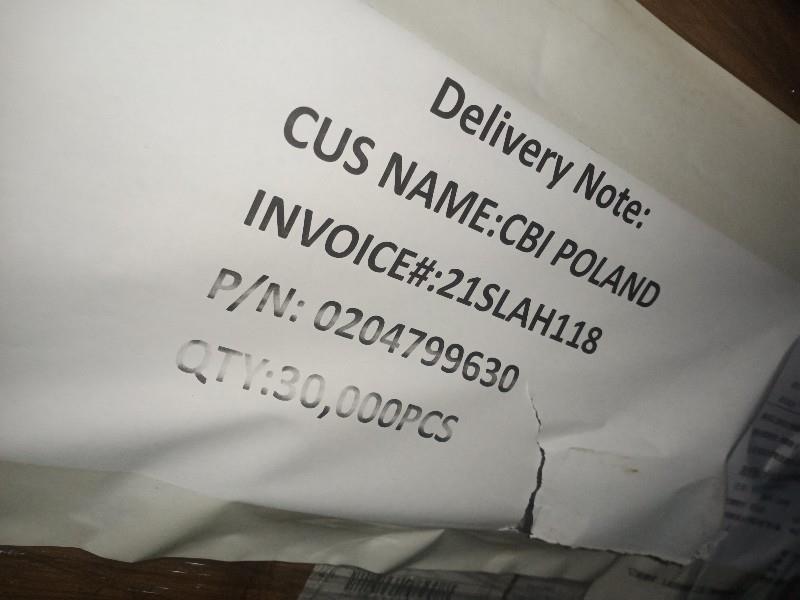 Delivery Note:
CUS NAME:CBI POLAND
INVOICE#:21SLAH118
P/N: 0204799630
QTY:30,000PCS